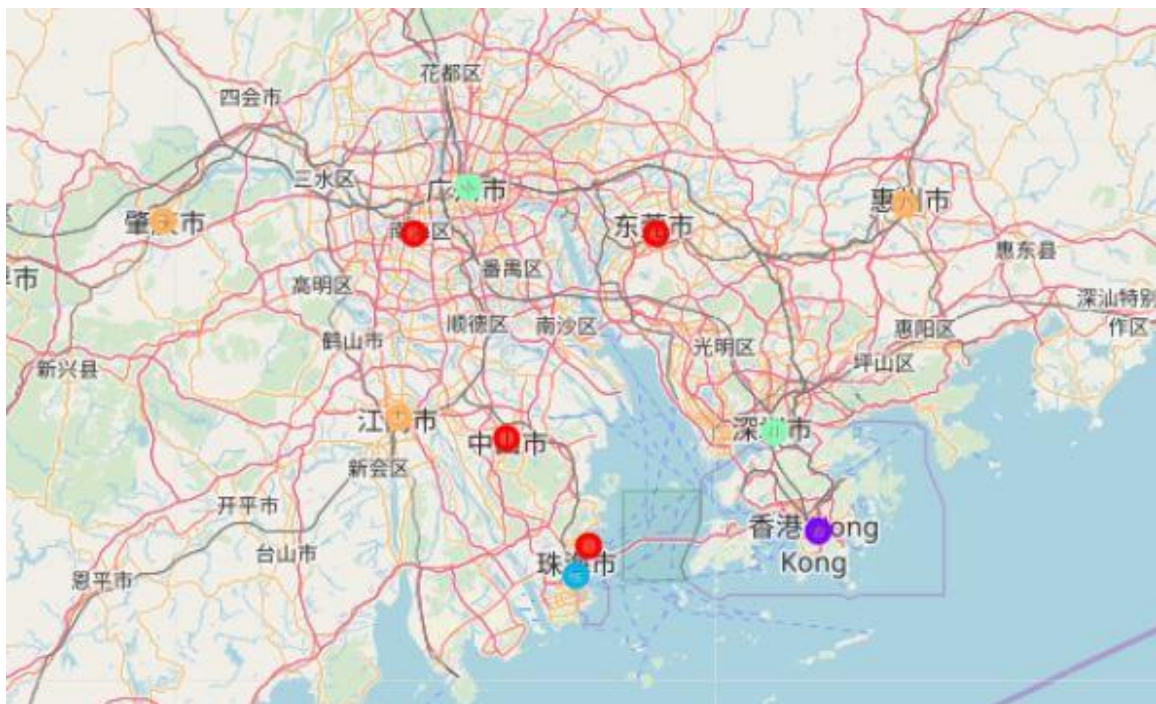 花都区
四会市
三水区
广州市
肇庆市
南海区
东莞市
惠州市
惠东县
番禺区
高明区
顺德区
南沙区
深汕特别
作区
惠阳区
光明区
坪山区
鹤山市
新兴县
江门市
中山市
深圳市
新会区
开平市
台山市
恩平市
珠海市
香港 Hong
Kong